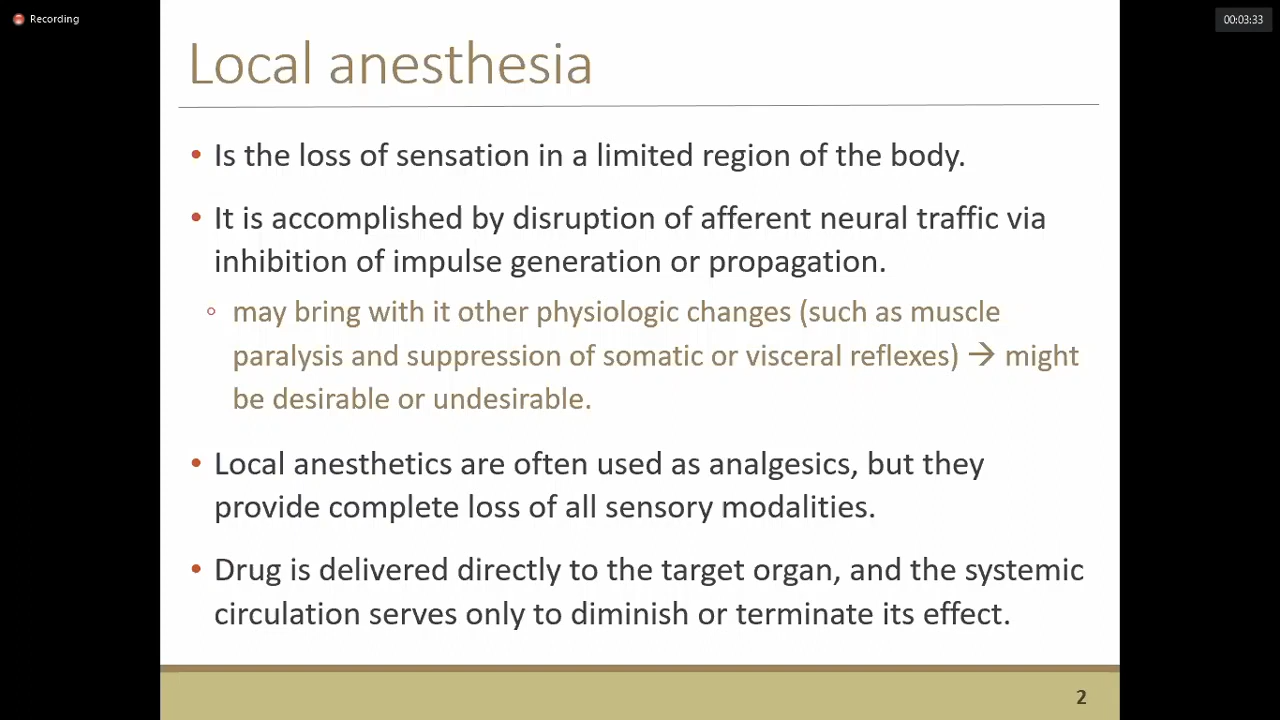 Recording
00:03:33
Local anesthesia
• Is the loss of sensation in a limited region of the body.
• It is accomplished by disruption of afferent neural traffic via
inhibition of impulse generation or propagation.
◦ may bring with it other physiologic changes (such as muscle
paralysis and suppression of somatic or visceral reflexes) → might
be desirable or undesirable.
• Local anesthetics are often used as analgesics, but they
provide complete loss of all sensory modalities.
• Drug is delivered directly to the target organ, and the systemic
circulation serves only to diminish or terminate its effect.
2